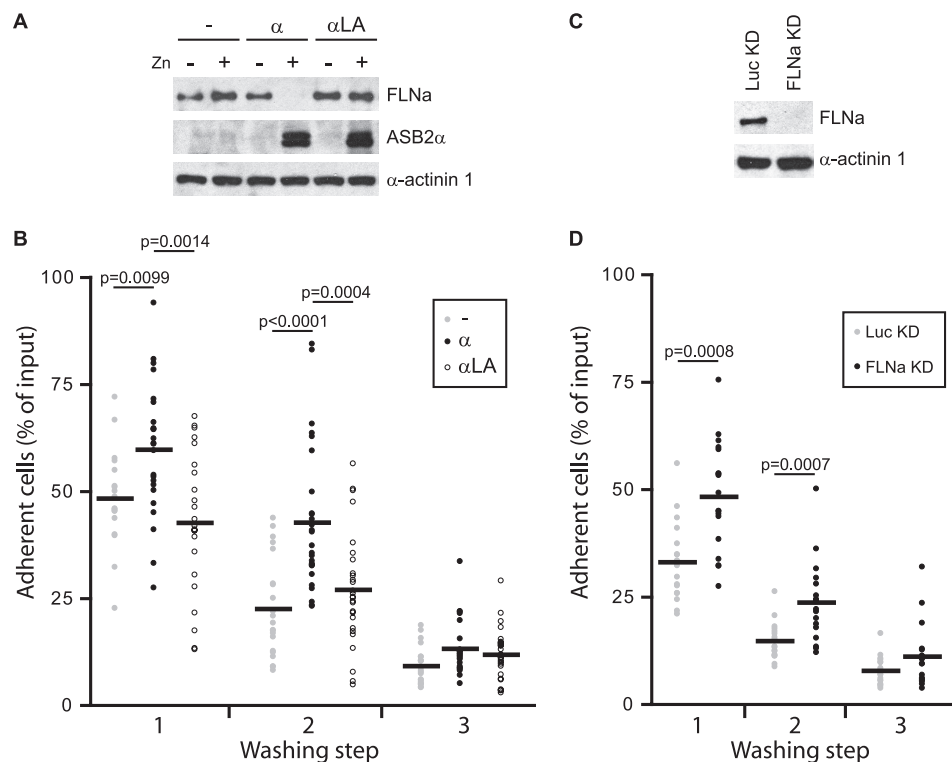 A
- α αLA
Zn - + - + - +
FLNa
ASB2α
α-actinin 1
C
Luc KD
FLNa KD
FLNa
α-actinin 1
B
p=0.0014
p=0.0099
p=0.0004
p<0.0001
-
α
αLA
Adherent cells (% of input)
100
75
50
25
0
1 2 3
Washing step
D
Luc KD
FLNa KD
p=0.0008
p=0.0007
Adherent cells (% of input)
100
75
50
25
0
1 2 3
Washing step